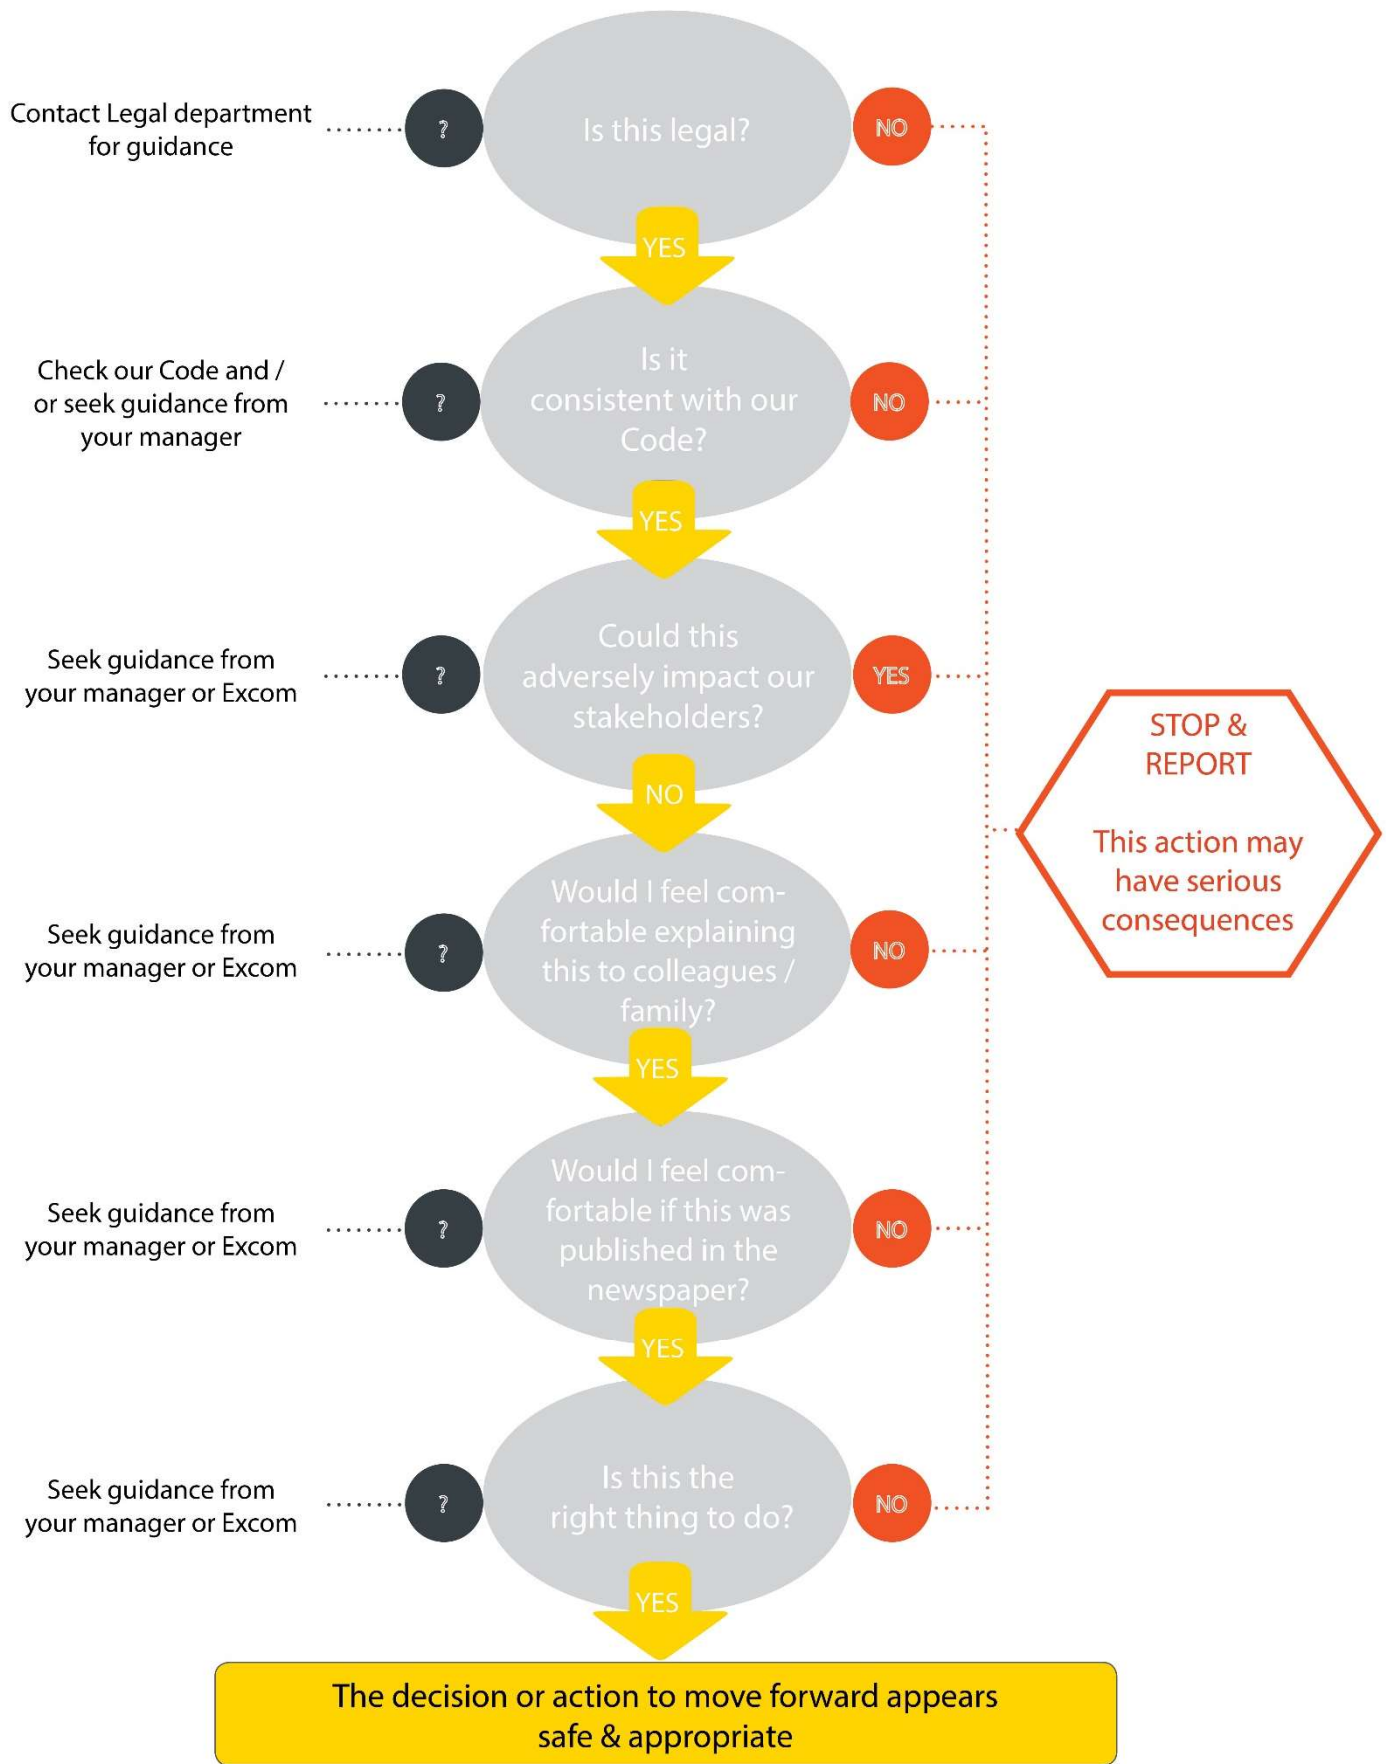 Contact Legal department
for guidance
?
Is this legal?
NO
YES
Check our Code and /
or seek guidance from
your manager
?
Is it
consistent with our
Code?
NO
YES
Seek guidance from
your manager or Excom
?
Could this
adversely impact our
stakeholders?
YES
NO
STOP &
REPORT
This action may
have serious
consequences
Seek guidance from
your manager or Excom
?
Would I feel com-
fortable explaining
this to colleagues /
family?
NO
YES
Seek guidance from
your manager or Excom
?
Would I feel com-
fortable if this was
published in the
newspaper?
NO
YES
Seek guidance from
your manager or Excom
?
Is this the
right thing to do?
NO
YES
The decision or action to move forward appears
safe & appropriate